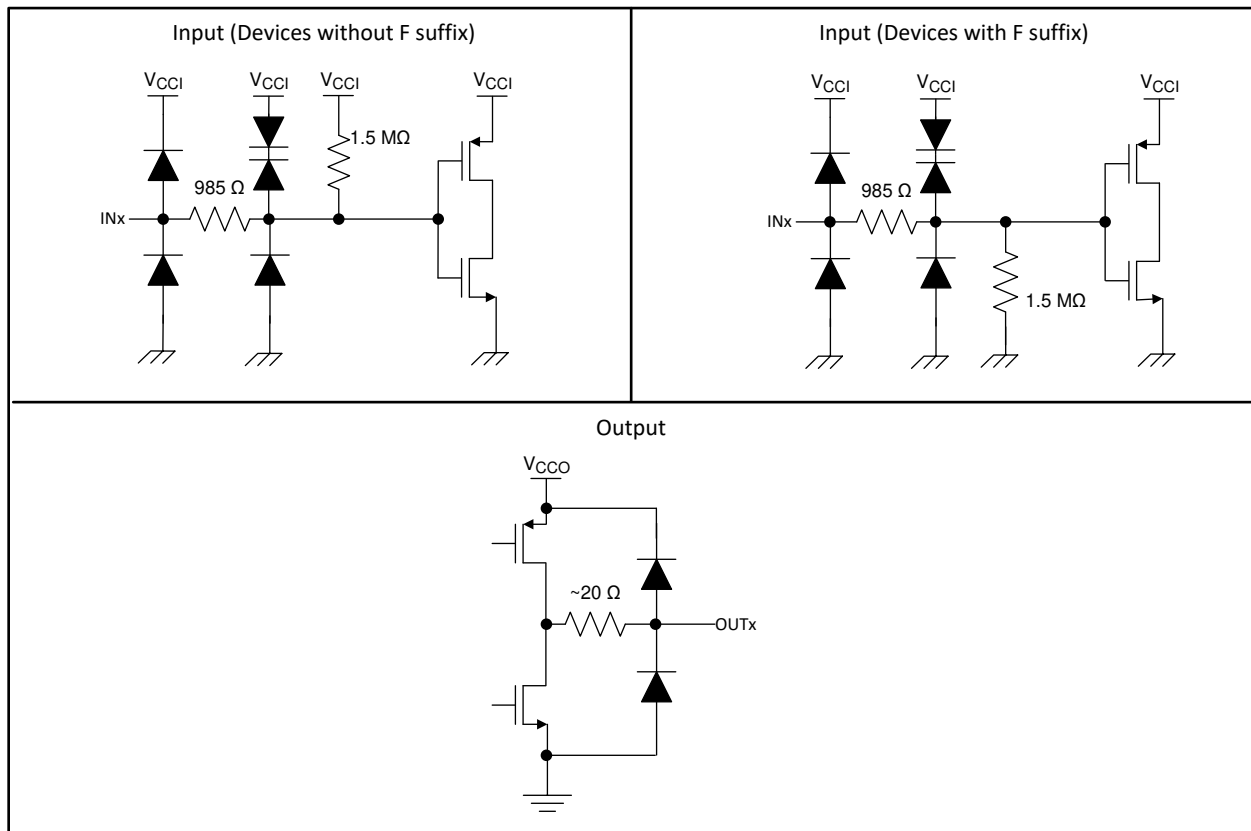 Input (Devices without F suffix)
VCCI VCCI VCCI VCCI
1.5 MΩ
985 Ω
INx
Input (Devices with F suffix)
VCCI VCCI VCCI
985 Ω
INx
1.5 MΩ
Output
VCCO
~20 Ω
OUTx